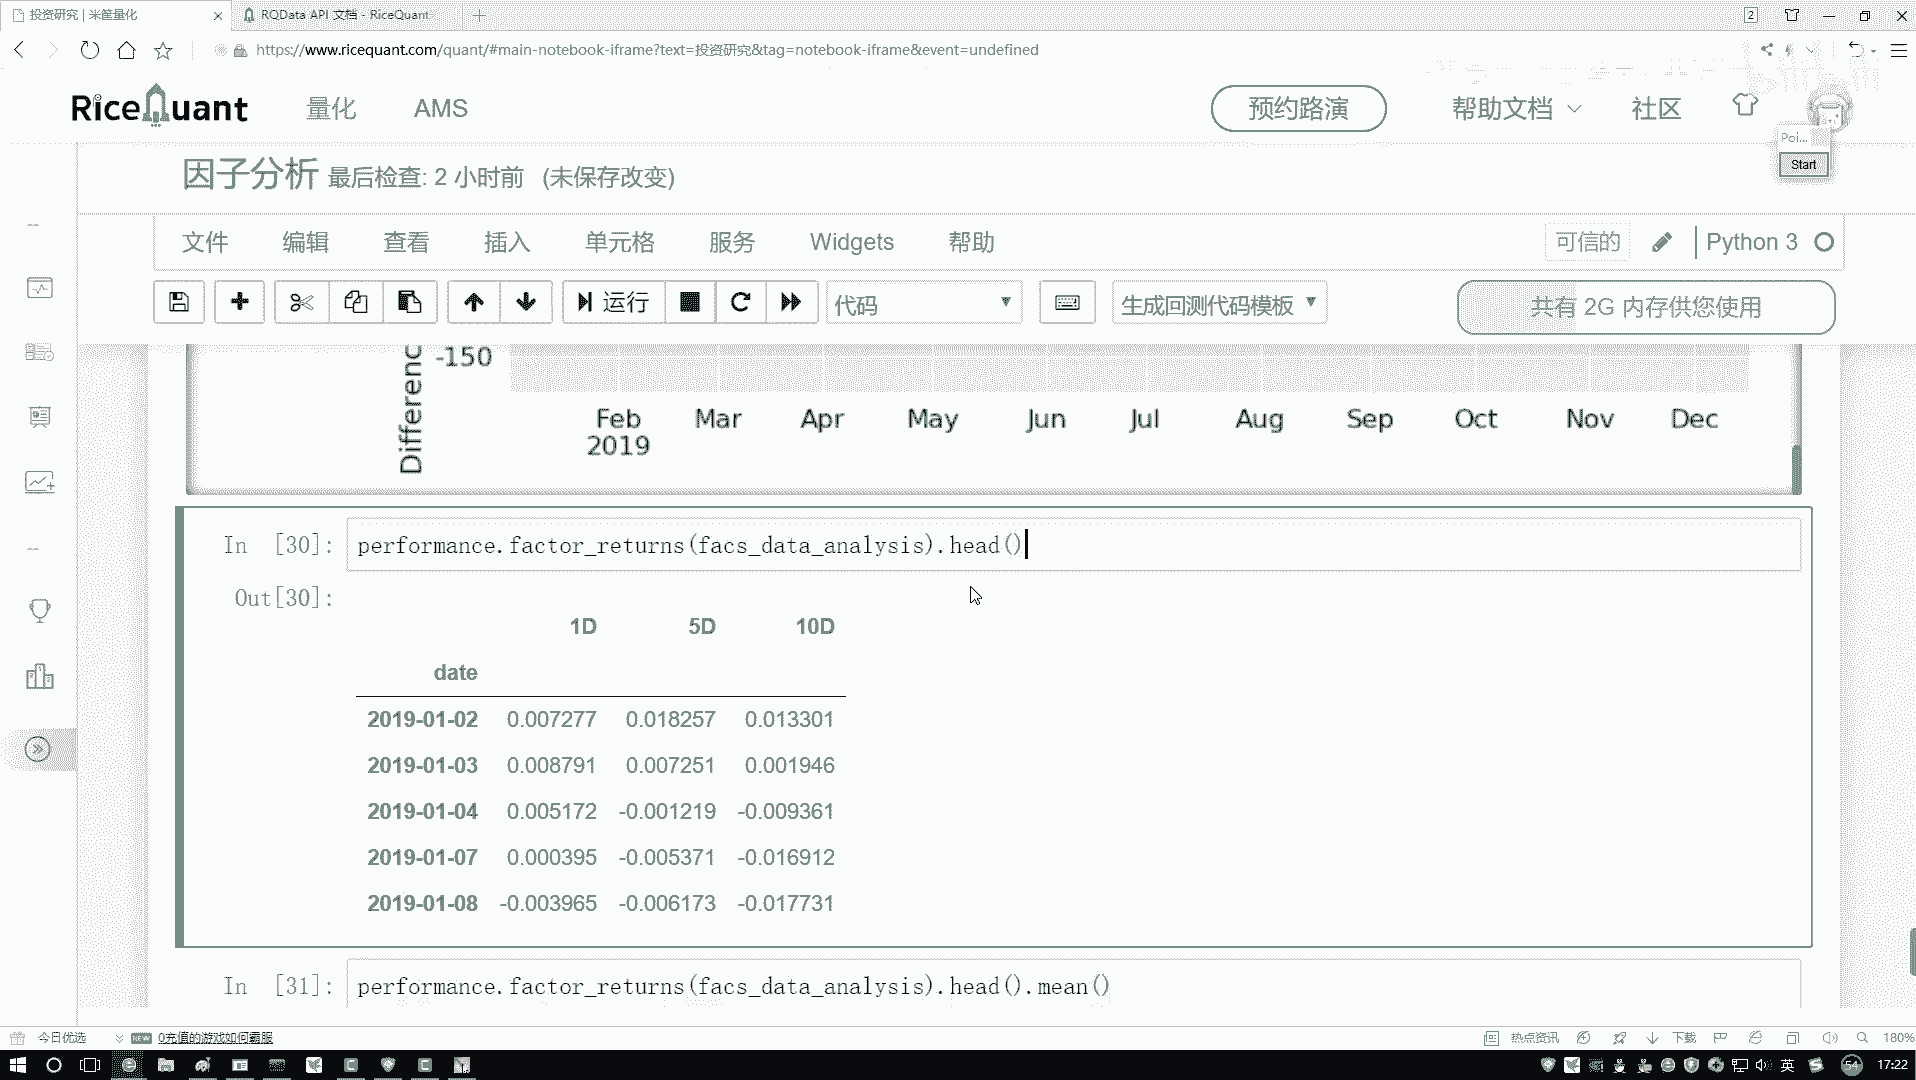 投资研究 | 米筐量化
RQData API 文档 - RiceQuant
2
https://www.ricequant.com/quant/#main-notebook-iframe?text=投资研究&tag=notebook-iframe&event=undefined
RiceQuant 量化 AMS 预约路演 帮助文档 社区
Poi...
Start
因子分析 最后检查: 2 小时前 (未保存改变)
文件 编辑 查看 插入 单元格 服务 Widgets 帮助 可信的 Python 3
运行 代码 生成回测代码模板 共有 2G 内存供您使用
Differenc
-150
Feb Mar Apr May Jun Jul Aug Sep Oct Nov Dec
2019
In [30]: performance.factor_returns(facs_data_analysis).head()
Out[30]:
1D 5D 10D
date
2019-01-02 0.007277 0.018257 0.013301
2019-01-03 0.008791 0.007251 0.001946
2019-01-04 0.005172 -0.001219 -0.009361
2019-01-07 0.000395 -0.005371 -0.016912
2019-01-08 -0.003965 -0.006173 -0.017731
In [31]: performance.factor_returns(facs_data_analysis).head().mean()
今日优选 NEW 0充值的游戏如何霸服 热点资讯 下载 180%
英 54 17:22